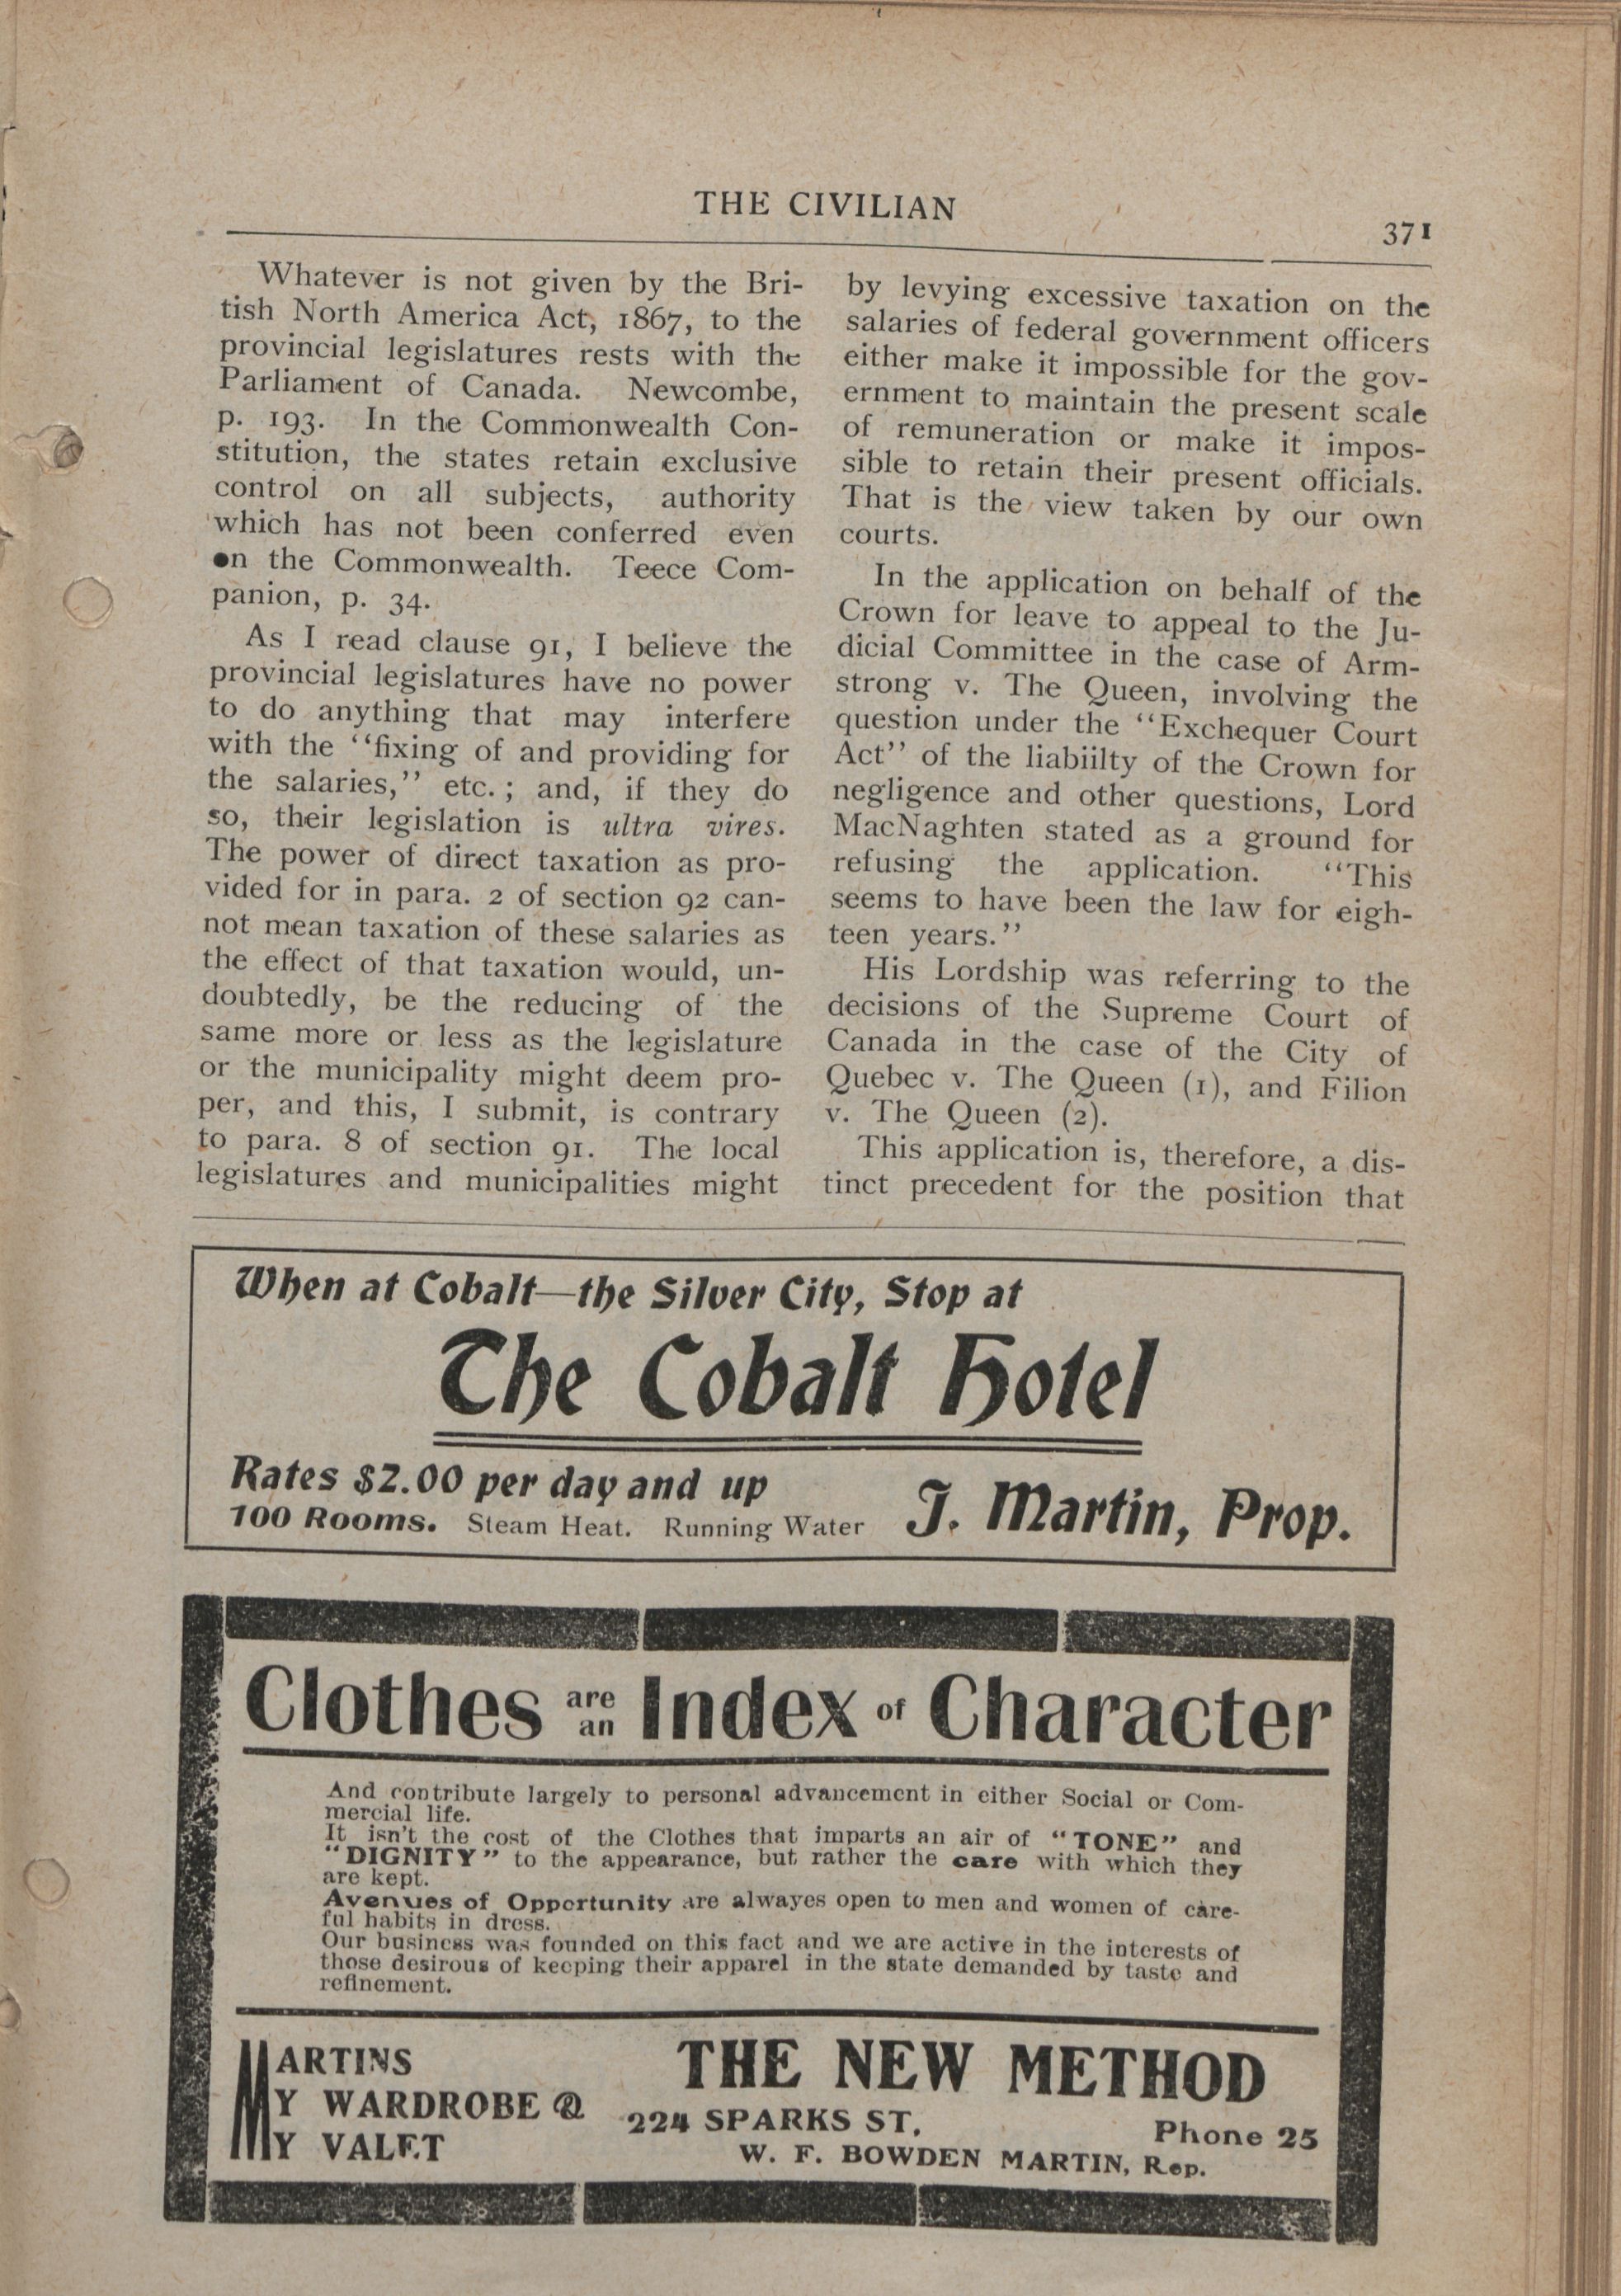 THE CIVILIAN
371
Whatever is not given by the Bri-
tish North America Act, 1867, to the
provincial legislatures rests with the
Parliament of Canada. Newcombe,
p. 193. In the Commonwealth Con-
stitution, the states retain exclusive
control on all subjects, authority
which has not been conferred even
on the Commonwealth. Teece Com-
panion, p. 34.
As I read clause 91, I believe the
provincial legislatures have no power
to do anything that may interfere
with the "fixing of and providing for
the salaries," etc.; and, if they do
so, their legislation is ultra vires.
The power of direct taxation as pro-
vided for in para. 2 of section 92 can-
not mean taxation of these salaries as
the effect of that taxation would, un-
doubtedly, be the reducing of the
same more or less as the legislature
or the municipality might deem pro-
per, and this, I submit, is contrary
to para. 8 of section 91. The local
legislatures and municipalities might
by levying excessive taxation on the
salaries of federal government officers
either make it impossible for the gov-
ernment to maintain the present scale
of remuneration or make it impos-
sible to retain their present officials.
That is the view taken by our own
courts.
In the application on behalf of the
Crown for leave to appeal to the Ju-
dicial Committee in the case of Arm-
strong v. The Queen, involving the
question under the "Exchequer Court
Act" of the liabiilty of the Crown for
negligence and other questions, Lord
MacNaghten stated as a ground for
refusing the application. "This
seems to have been the law for eigh-
teen years."
His Lordship was referring to the
decisions of the Supreme Court of
Canada in the case of the City of
Quebec v. The Queen (1), and Filion
v. The Queen (2).
This application is, therefore, a dis-
tinct precedent for the position that
When at Cobalt—the Silver City, Stop at
The Cobalt Hotel
Rates $2.00 per day and up
100 Rooms. Steam Heat. Running Water
J. Martin, Prop.
Clothes are an Index of Character
And contribute largely to personal advancement in either Social or Com-
mercial life.
It isn't the cost of the Clothes that imparts an air of "TONE" and
"DIGNITY" to the appearance, but rather the care with which they
are kept.
Avenues of Opportunity are alwayes open to men and women of care-
ful habits in dress.
Our business was founded on this fact and we are active in the interests of
those desirous of keeping their apparel in the state demanded by taste and
refinement.
MARTINS
MY WARDROBE &
MY VALET
THE NEW METHOD
224 SPARKS ST. Phone 25
W. F. BOWDEN MARTIN, Rep.